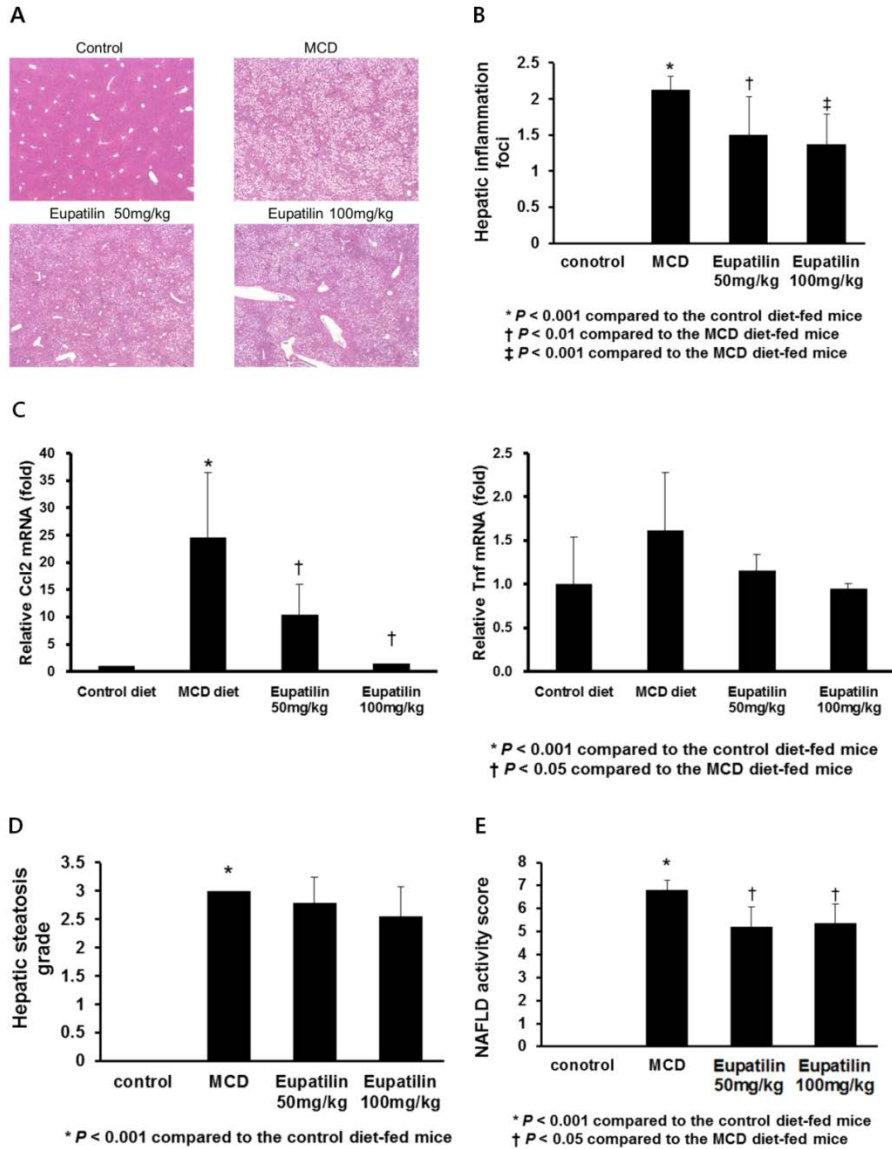 A
Control
MCD
Eupatilin 50mg/kg
Eupatilin 100mg/kg
B
Hepatic inflammation
foci
2.5
2
1.5
1
0.5
0
*
†
‡
conotrol
MCD
Eupatilin
50mg/kg
Eupatilin
100mg/kg
* P < 0.001 compared to the control diet-fed mice
† P < 0.01 compared to the MCD diet-fed mice
‡ P < 0.001 compared to the MCD diet-fed mice
C
Relative Ccl2 mRNA (fold)
40
35
30
25
20
15
10
5
0
*
†
†
Control diet
MCD diet
Eupatilin
50mg/kg
Eupatilin
100mg/kg
Relative Tnf mRNA (fold)
2.5
2.0
1.5
1.0
0.5
0.0
Control diet
MCD diet
Eupatilin
50mg/kg
Eupatilin
100mg/kg
* P < 0.001 compared to the control diet-fed mice
† P < 0.05 compared to the MCD diet-fed mice
D
Hepatic steatosis
grade
3.5
3
2.5
2
1.5
1
0.5
0
*
control
MCD
Eupatilin
50mg/kg
Eupatilin
100mg/kg
* P < 0.001 compared to the control diet-fed mice
E
NAFLD activity score
8
7
6
5
4
3
2
1
0
*
†
†
conotrol
MCD
Eupatilin
50mg/kg
Eupatilin
100mg/kg
* P < 0.001 compared to the control diet-fed mice
† P < 0.05 compared to the MCD diet-fed mice